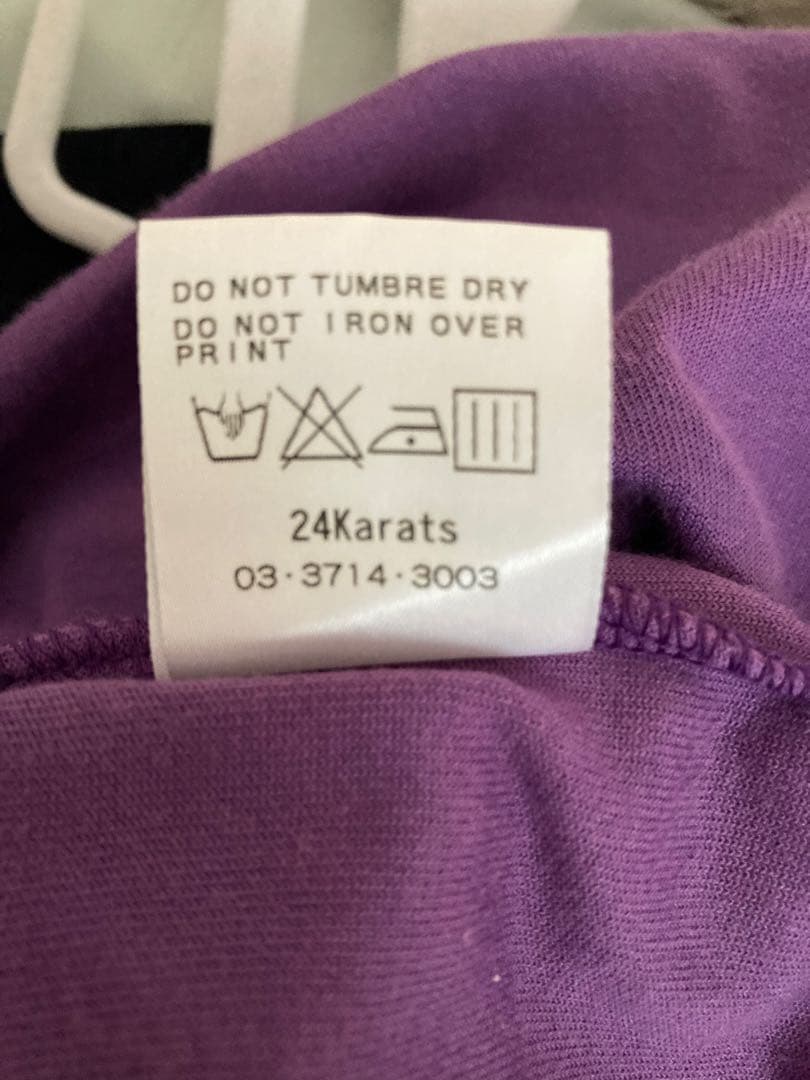 DO NOT TUMBRE DRY
DO NOT IRON OVER
PRINT
24Karats
03·3714·3003